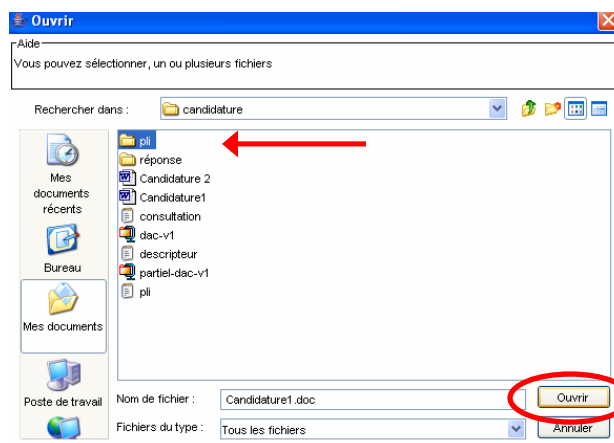 Ouvrir
Aide
Vous pouvez sélectionner, un ou plusieurs fichiers
Rechercher dans :
candidature
Mes
documents
récents
Bureau
Mes documents
Poste de travail
pli
réponse
Candidature 2
Candidature1
consultation
dac-v1
descripteur
partiel-dac-v1
pli
Nom de fichier :
Candidature1.doc
Ouvrir
Fichiers du type :
Tous les fichiers
Annuler